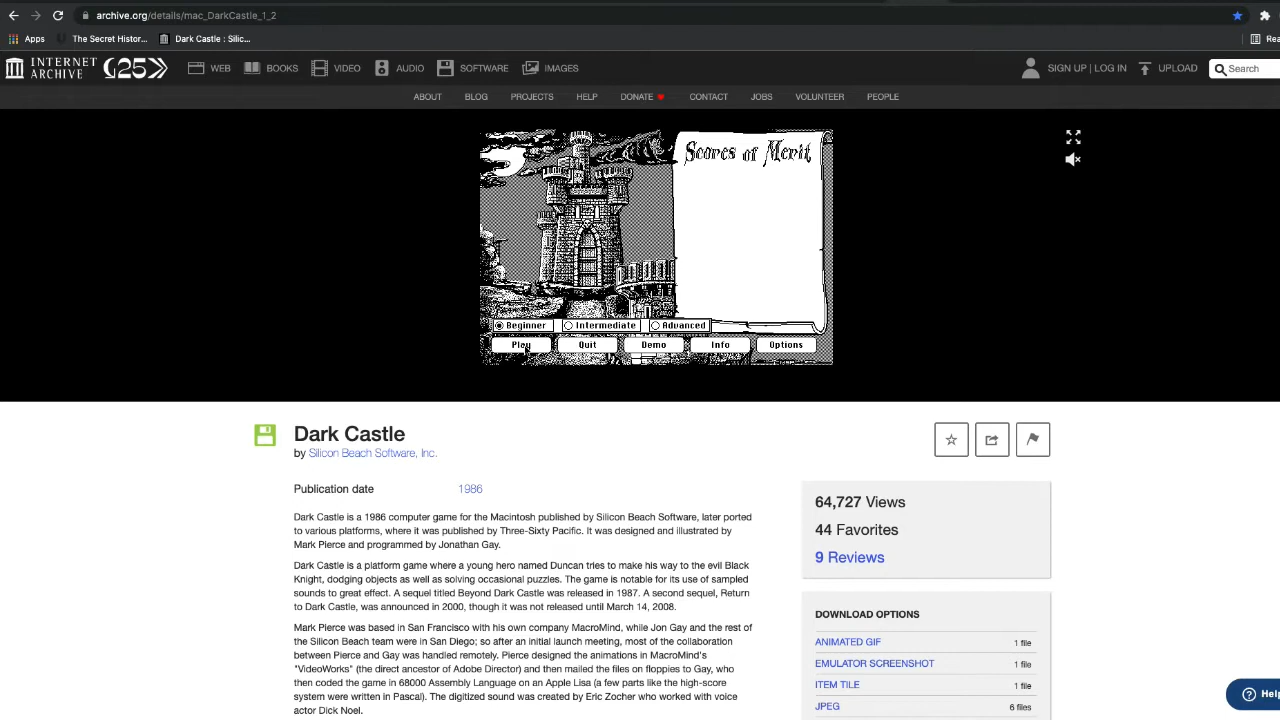 archive.org/details/mac_DarkCastle_1_2
Apps
The Secret Histor...
Dark Castle : Silic...
INTERNET ARCHIVE
25
WEB
BOOKS
VIDEO
AUDIO
SOFTWARE
IMAGES
SIGN UP | LOG IN
UPLOAD
Search
ABOUT
BLOG
PROJECTS
HELP
DONATE
CONTACT
JOBS
VOLUNTEER
PEOPLE
Scores of Merit
Beginner
Intermediate
Advanced
Play
Quit
Demo
Info
Options
Dark Castle
by Silicon Beach Software, Inc.
Publication date 1986
Dark Castle is a 1986 computer game for the Macintosh published by Silicon Beach Software, later ported
to various platforms, where it was published by Three-Sixty Pacific. It was designed and illustrated by
Mark Pierce and programmed by Jonathan Gay.
Dark Castle is a platform game where a young hero named Duncan tries to make his way to the evil Black
Knight, dodging objects as well as solving occasional puzzles. The game is notable for its use of sampled
sounds to great effect. A sequel titled Beyond Dark Castle was released in 1987. A second sequel, Return
to Dark Castle, was announced in 2000, though it was not released until March 14, 2008.
Mark Pierce was based in San Francisco with his own company MacroMind, while Jon Gay and the rest of
the Silicon Beach team were in San Diego; so after an initial launch meeting, most of the collaboration
between Pierce and Gay was handled remotely. Pierce designed the animations in MacroMind's
"VideoWorks" (the direct ancestor of Adobe Director) and then mailed the files on floppies to Gay, who
then coded the game in 68000 Assembly Language on an Apple Lisa (a few parts like the high-score
system were written in Pascal). The digitized sound was created by Eric Zocher who worked with voice
actor Dick Noel.
64,727 Views
44 Favorites
9 Reviews
DOWNLOAD OPTIONS
ANIMATED GIF 1 file
EMULATOR SCREENSHOT 1 file
ITEM TILE 1 file
JPEG 6 files
Help